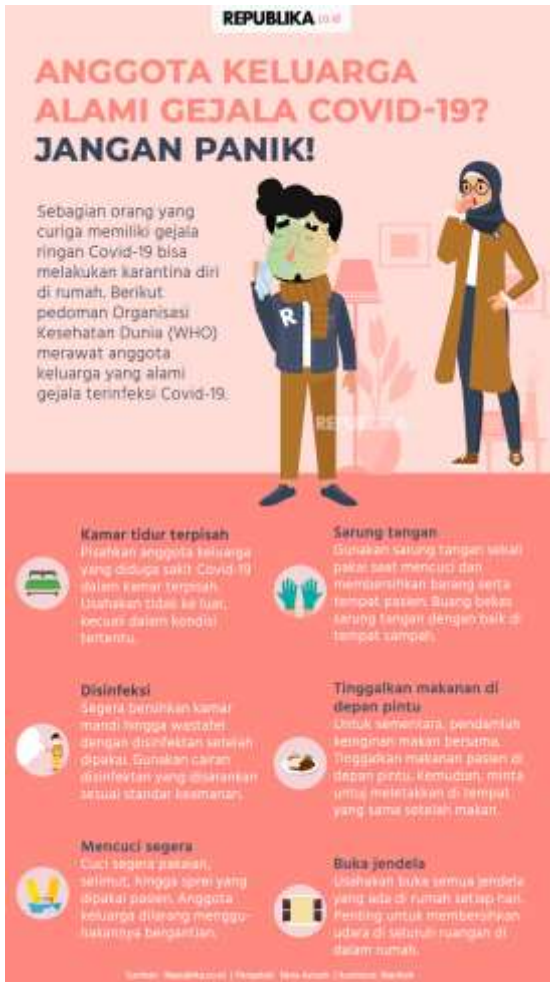 REPUBLIKA.co.id
ANGGOTA KELUARGA
ALAMI GEJALA COVID-19?
JANGAN PANIK!
Sebagian orang yang
curiga memiliki gejala
ringan Covid-19 bisa
melakukan karantina diri
di rumah. Berikut
pedoman Organisasi
Kesehatan Dunia (WHO)
merawat anggota
keluarga yang alami
gejala terinfeksi Covid-19.
R
REPUBLIKA
Kamar tidur terpisah
Pisahkan anggota keluarga
yang diduga sakit Covid-19
dalam kamar terpisah.
Usahakan tidak ke luar,
kecuali dalam kondisi
tertentu.
Disinfeksi
Segera bersihkan kamar
mandi hingga wastafel
dengan disinfektan setelah
dipakai. Gunakan cairan
disinfektan yang disarankan
sesuai standar keamanan.
Mencuci segera
Cuci segera pakaian,
selimut, hingga sprei yang
dipakai pasien. Anggota
keluarga dilarang menggu-
nakannya bergantian.
Sarung tangan
Gunakan sarung tangan sekali
pakai saat mencuci dan
membersihkan barang serta
tempat pasien. Buang bekas
sarung tangan dengan baik di
tempat sampah.
Tinggalkan makanan di
depan pintu
Untuk sementara, pendamlah
keinginan makan bersama.
Tinggalkan makanan pasien di
depan pintu. Kemudian, minta
untuk meletakkan di tempat
yang sama setelah makan.
Buka jendela
Usahakan buka semua jendela
yang ada di rumah setiap hari.
Penting untuk membersihkan
udara di seluruh ruangan di
dalam rumah.
Sumber: Republika.co.id |